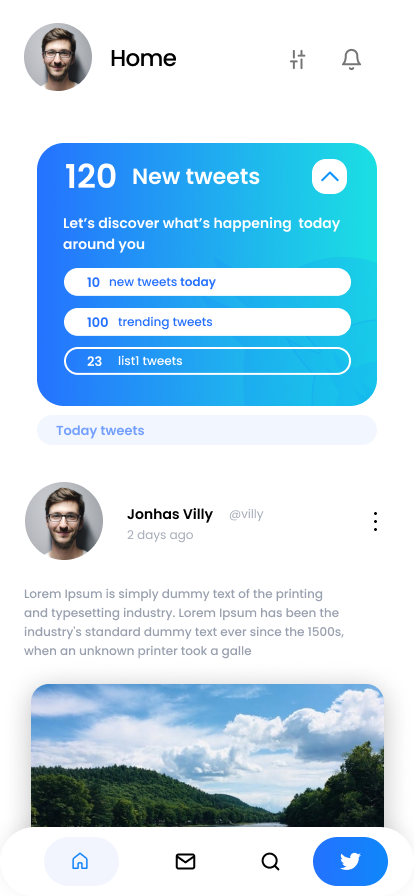 Home
120 New tweets
Let's discover what's happening today
around you
10 new tweets today
100 trending tweets
23 list1 tweets
Today tweets
Jonhas Villy @villy
2 days ago
Lorem Ipsum is simply dummy text of the printing
and typesetting industry. Lorem Ipsum has been the
industry's standard dummy text ever since the 1500s,
when an unknown printer took a galle